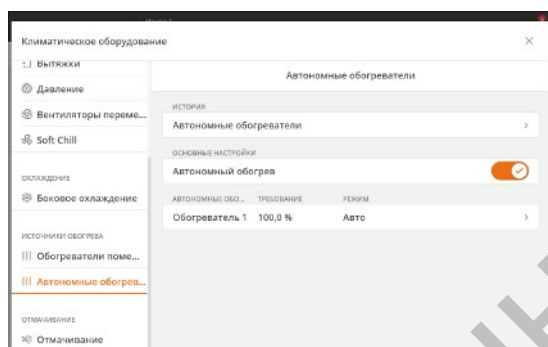 Климатическое оборудование
Вытяжки
Давление
Вентиляторы переме...
Soft Chill
ОХЛАЖДЕНИЕ
Боковое охлаждение
ИСТОЧНИКИ ОБОГРЕВА
Обогреватели поме...
Автономные обогрев...
ОТМАЧИВАНИЕ
Отмачивание
Автономные обогреватели
ИСТОРИЯ
Автономные обогреватели
ОСНОВНЫЕ НАСТРОЙКИ
Автономный обогрев
АВТОНОМНЫЕ ОБО... ТРЕБОВАНИЕ РЕЖИМ
Обогреватель 1 100,0 % Авто